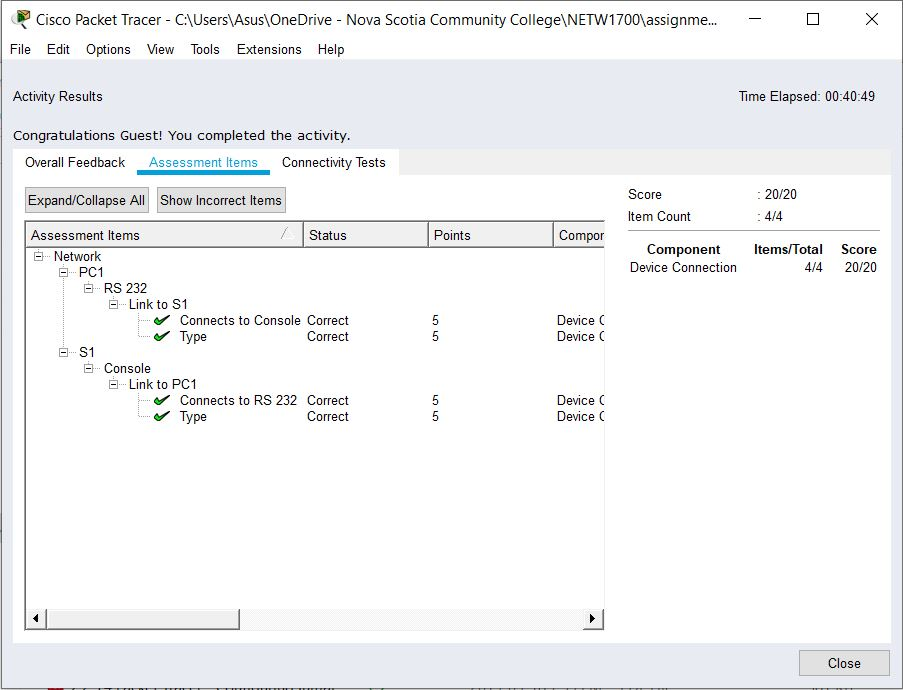 Cisco Packet Tracer - C:\Users\Asus\OneDrive - Nova Scotia Community College\NETW1700\assignme...
File Edit Options View Tools Extensions Help
Activity Results
Time Elapsed: 00:40:49
Congratulations Guest! You completed the activity.
Overall Feedback Assessment Items Connectivity Tests
Expand/Collapse All Show Incorrect Items
Assessment Items Status Points Compor
Network
PC1
RS 232
Link to S1
Connects to Console Correct 5 Device C
Type Correct 5 Device C
S1
Console
Link to PC1
Connects to RS 232 Correct 5 Device C
Type Correct 5 Device C
Score : 20/20
Item Count : 4/4
Component Items/Total Score
Device Connection 4/4 20/20
Close